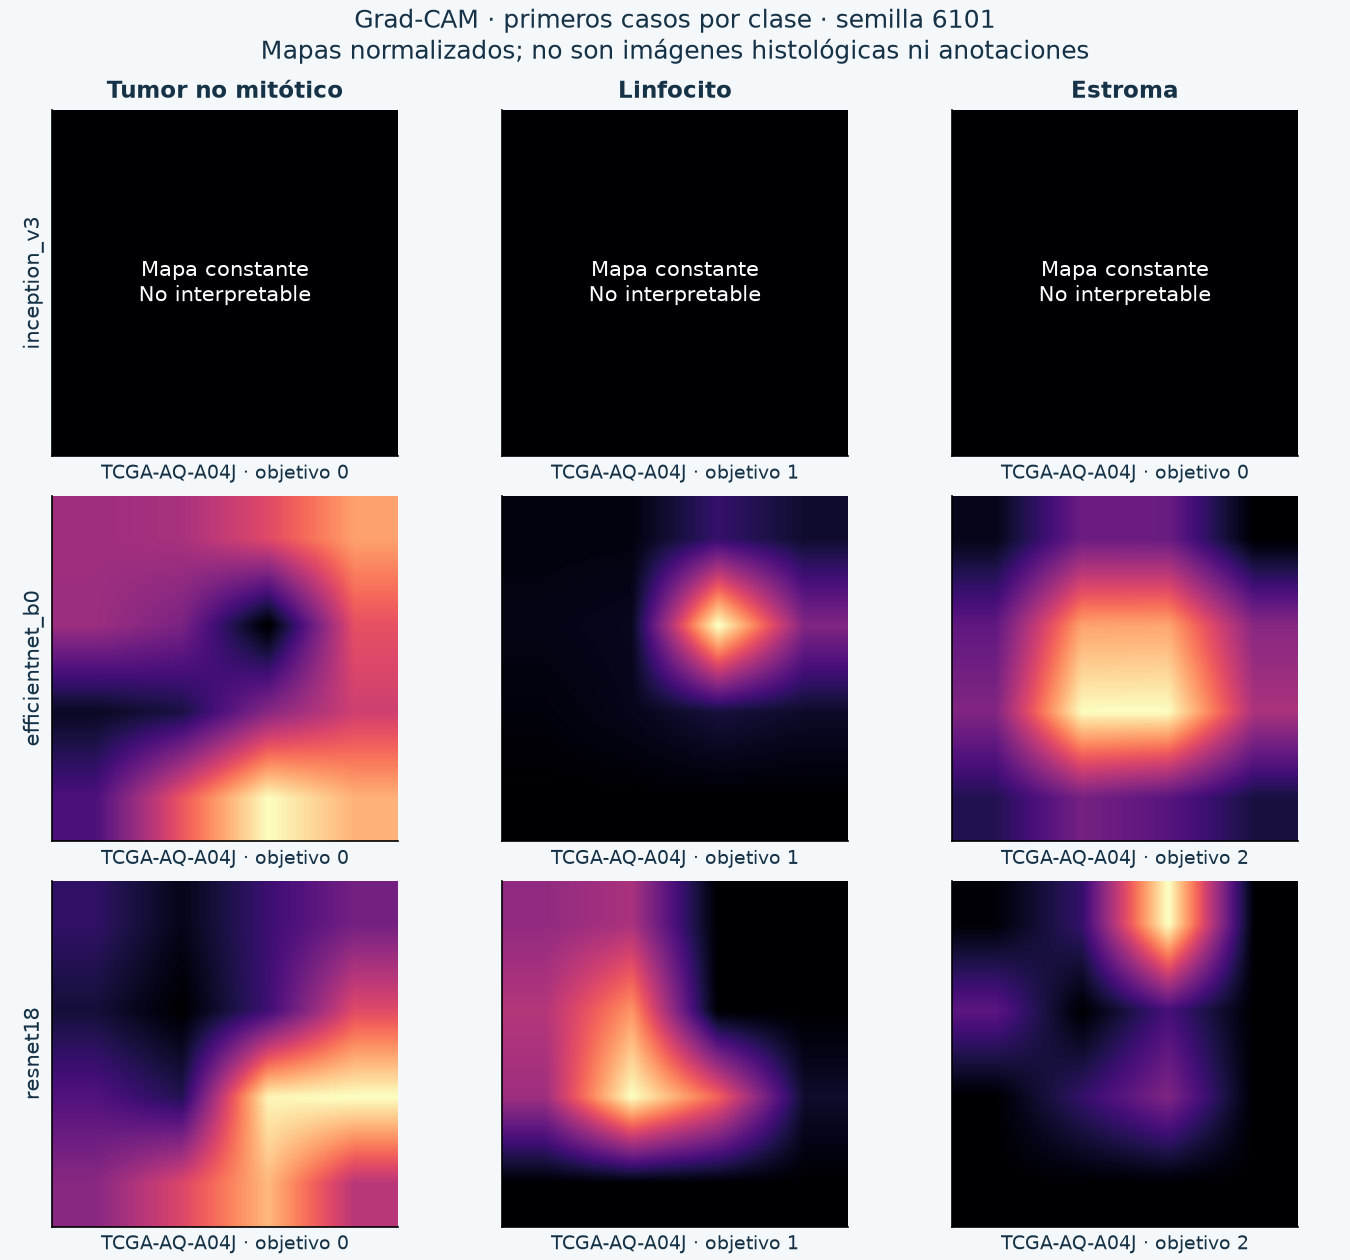 Grad-CAM · primeros casos por clase · semilla 6101
Mapas normalizados; no son imágenes histológicas ni anotaciones
Tumor no mitótico
Linfocito
Estroma
inception_v3
Mapa constante
No interpretable
Mapa constante
No interpretable
Mapa constante
No interpretable
TCGA-AQ-A04J · objetivo 0
TCGA-AQ-A04J · objetivo 1
TCGA-AQ-A04J · objetivo 0
efficientnet_b0
TCGA-AQ-A04J · objetivo 0
TCGA-AQ-A04J · objetivo 1
TCGA-AQ-A04J · objetivo 2
resnet18
TCGA-AQ-A04J · objetivo 0
TCGA-AQ-A04J · objetivo 1
TCGA-AQ-A04J · objetivo 2